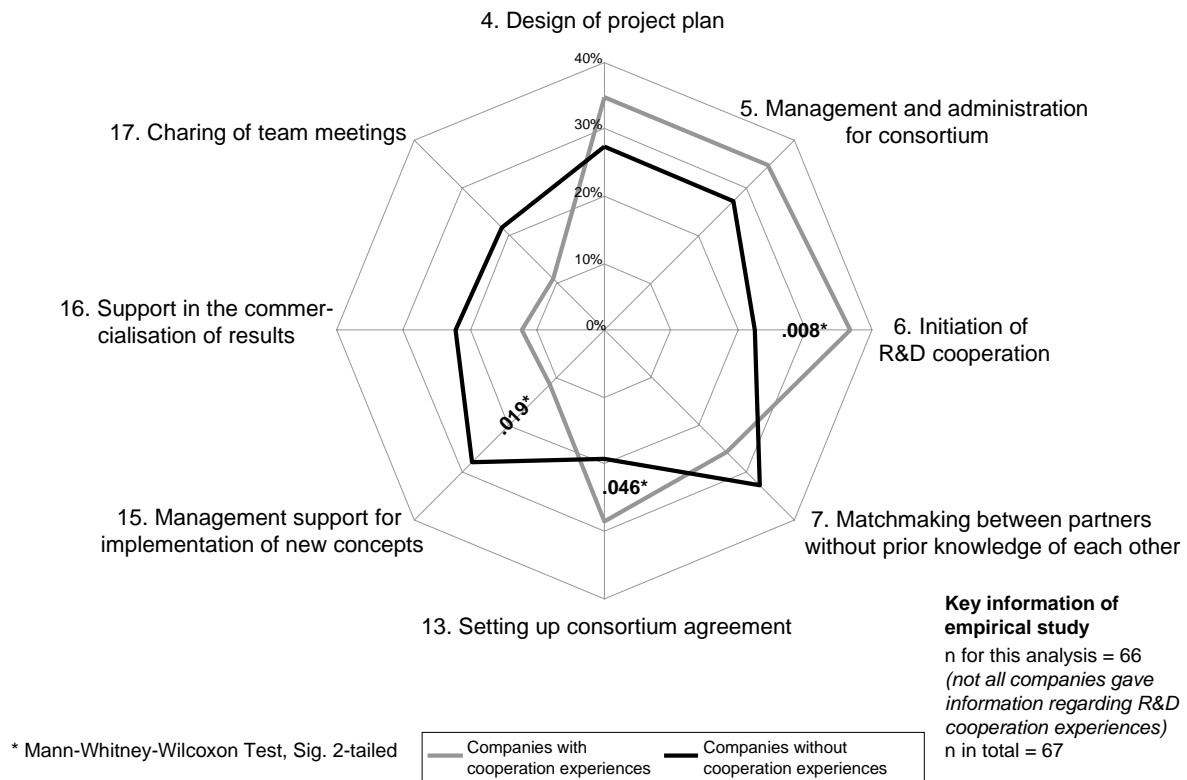 4. Design of project plan
40%
5. Management and administration
for consortium
17. Charing of team meetings
30%
20%
10%
16. Support in the commer-
cialisation of results
0%
.008*
6. Initiation of
R&D cooperation
.019*
.046*
15. Management support for
implementation of new concepts
7. Matchmaking between partners
without prior knowledge of each other
13. Setting up consortium agreement
Key information of
empirical study
n for this analysis = 66
(not all companies gave
information regarding R&D
cooperation experiences)
n in total = 67
* Mann-Whitney-Wilcoxon Test, Sig. 2-tailed
Companies with
cooperation experiences
Companies without
cooperation experiences